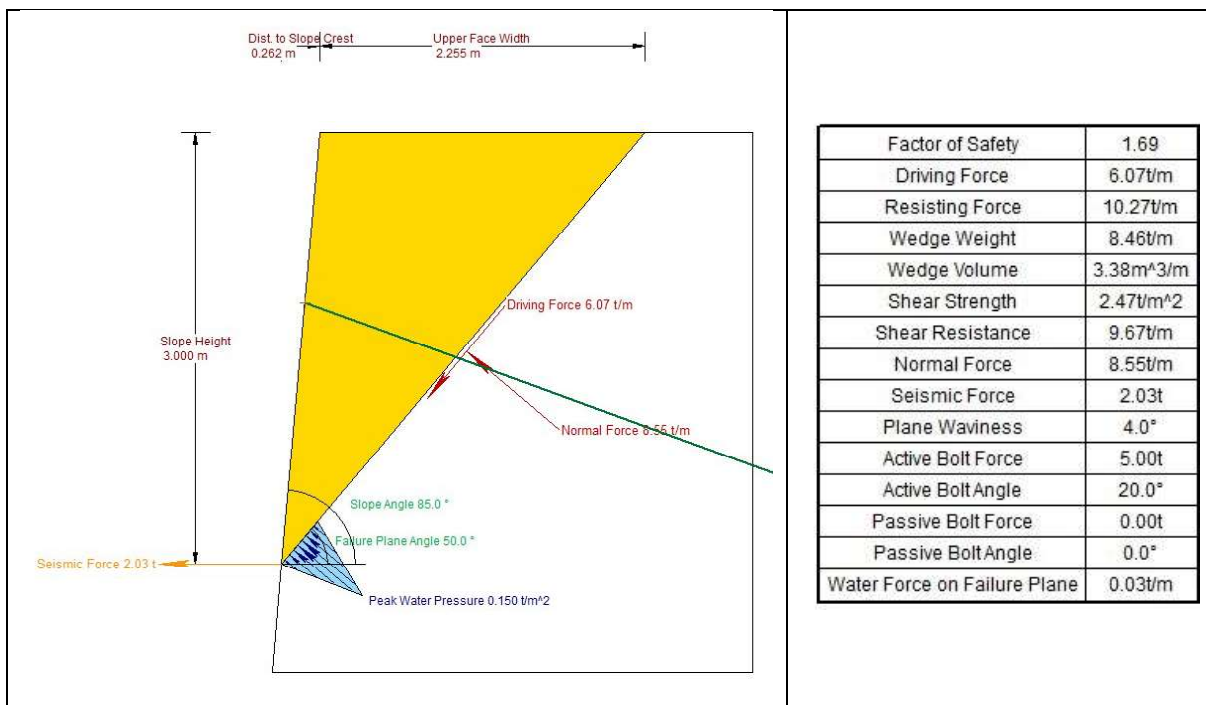 Dist. to Slope Crest
0.262 m
Upper Face Width
2.255 m
Slope Height
3.000 m
Driving Force 6.07 t/m
Normal Force 8.55 t/m
Slope Angle 85.0 °
Failure Plane Angle 50.0 °
Seismic Force 2.03 t
Peak Water Pressure 0.150 t/m^2
Factor of Safety 1.69
Driving Force 6.07t/m
Resisting Force 10.27t/m
Wedge Weight 8.46t/m
Wedge Volume 3.38m^3/m
Shear Strength 2.47t/m^2
Shear Resistance 9.67t/m
Normal Force 8.55t/m
Seismic Force 2.03t
Plane Waviness 4.0°
Active Bolt Force 5.00t
Active Bolt Angle 20.0°
Passive Bolt Force 0.00t
Passive Bolt Angle 0.0°
Water Force on Failure Plane 0.03t/m